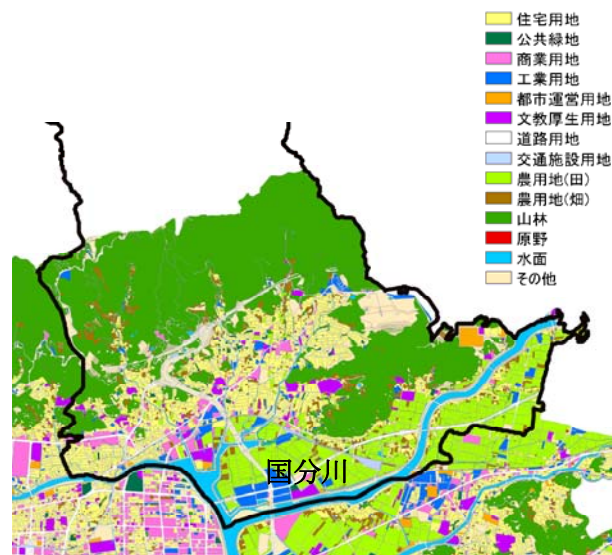 住宅用地
公共緑地
商業用地
工業用地
都市運営用地
文教厚生用地
道路用地
交通施設用地
農用地(田)
農用地(畑)
山林
原野
水面
その他
国分川